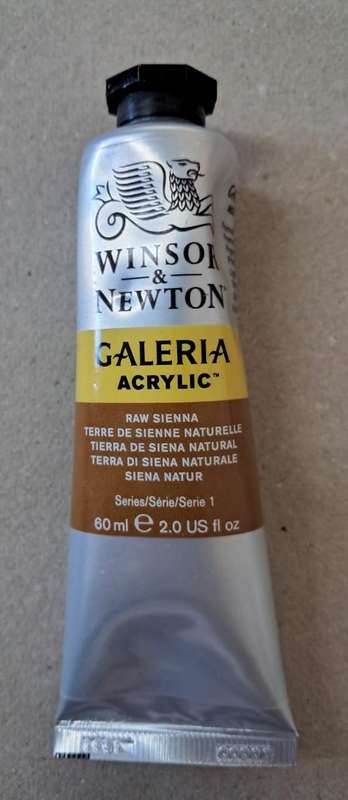 WINSOR
&
NEWTON
GALERIA
ACRYLIC™
RAW SIENNA
TERRE DE SIENNE NATURELLE
TIERRA DE SIENA NATURAL
TERRA DI SIENA NATURALE
SIENA NATUR
Series/Série/Serie 1
60 ml ℮ 2.0 US fl oz